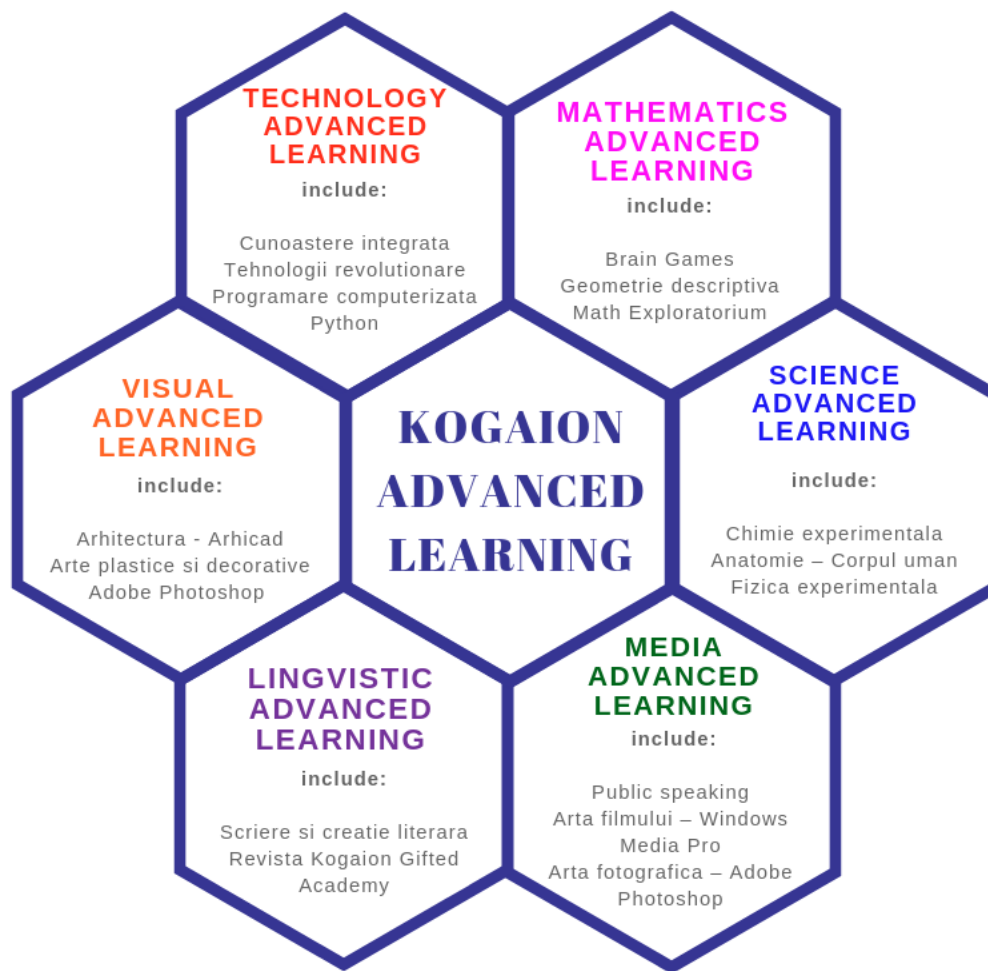 TECHNOLOGY
ADVANCED
LEARNING
include:
Cunoastere integrata
Tehnologii revolutionare
Programare computerizata
Python
MATHEMATICS
ADVANCED
LEARNING
include:
Brain Games
Geometrie descriptiva
Math Exploratorium
VISUAL
ADVANCED
LEARNING
include:
Arhitectura - Arhicad
Arte plastice si decorative
Adobe Photoshop
KOGAION
ADVANCED
LEARNING
SCIENCE
ADVANCED
LEARNING
include:
Chimie experimentala
Anatomie – Corpul uman
Fizica experimentala
LINGVISTIC
ADVANCED
LEARNING
include:
Scriere si creatie literara
Revista Kogaion Gifted
Academy
MEDIA
ADVANCED
LEARNING
include:
Public speaking
Arta filmului – Windows
Media Pro
Arta fotografica – Adobe
Photoshop